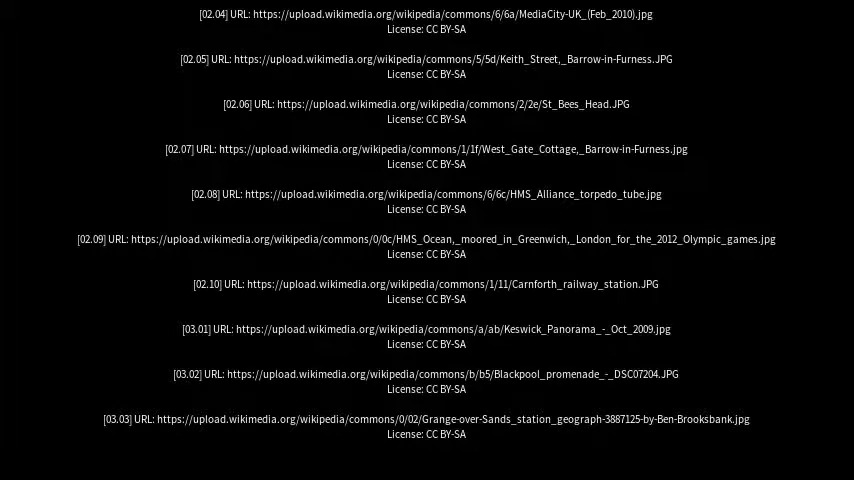 [02.04] URL: https://upload.wikimedia.org/wikipedia/commons/6/6a/MediaCity-UK_(Feb_2010).jpg
License: CC BY-SA
[02.05] URL: https://upload.wikimedia.org/wikipedia/commons/5/5d/Keith_Street,_Barrow-in-Furness.JPG
License: CC BY-SA
[02.06] URL: https://upload.wikimedia.org/wikipedia/commons/2/2e/St_Bees_Head.JPG
License: CC BY-SA
[02.07] URL: https://upload.wikimedia.org/wikipedia/commons/1/1f/West_Gate_Cottage,_Barrow-in-Furness.jpg
License: CC BY-SA
[02.08] URL: https://upload.wikimedia.org/wikipedia/commons/6/6c/HMS_Alliance_torpedo_tube.jpg
License: CC BY-SA
[02.09] URL: https://upload.wikimedia.org/wikipedia/commons/0/0c/HMS_Ocean,_moored_in_Greenwich,_London_for_the_2012_Olympic_games.jpg
License: CC BY-SA
[02.10] URL: https://upload.wikimedia.org/wikipedia/commons/1/11/Carnforth_railway_station.JPG
License: CC BY-SA
[03.01] URL: https://upload.wikimedia.org/wikipedia/commons/a/ab/Keswick_Panorama_-_Oct_2009.jpg
License: CC BY-SA
[03.02] URL: https://upload.wikimedia.org/wikipedia/commons/b/b5/Blackpool_promenade_-_DSC07204.JPG
License: CC BY-SA
[03.03] URL: https://upload.wikimedia.org/wikipedia/commons/0/02/Grange-over-Sands_station_geograph-3887125-by-Ben-Brooksbank.jpg
License: CC BY-SA